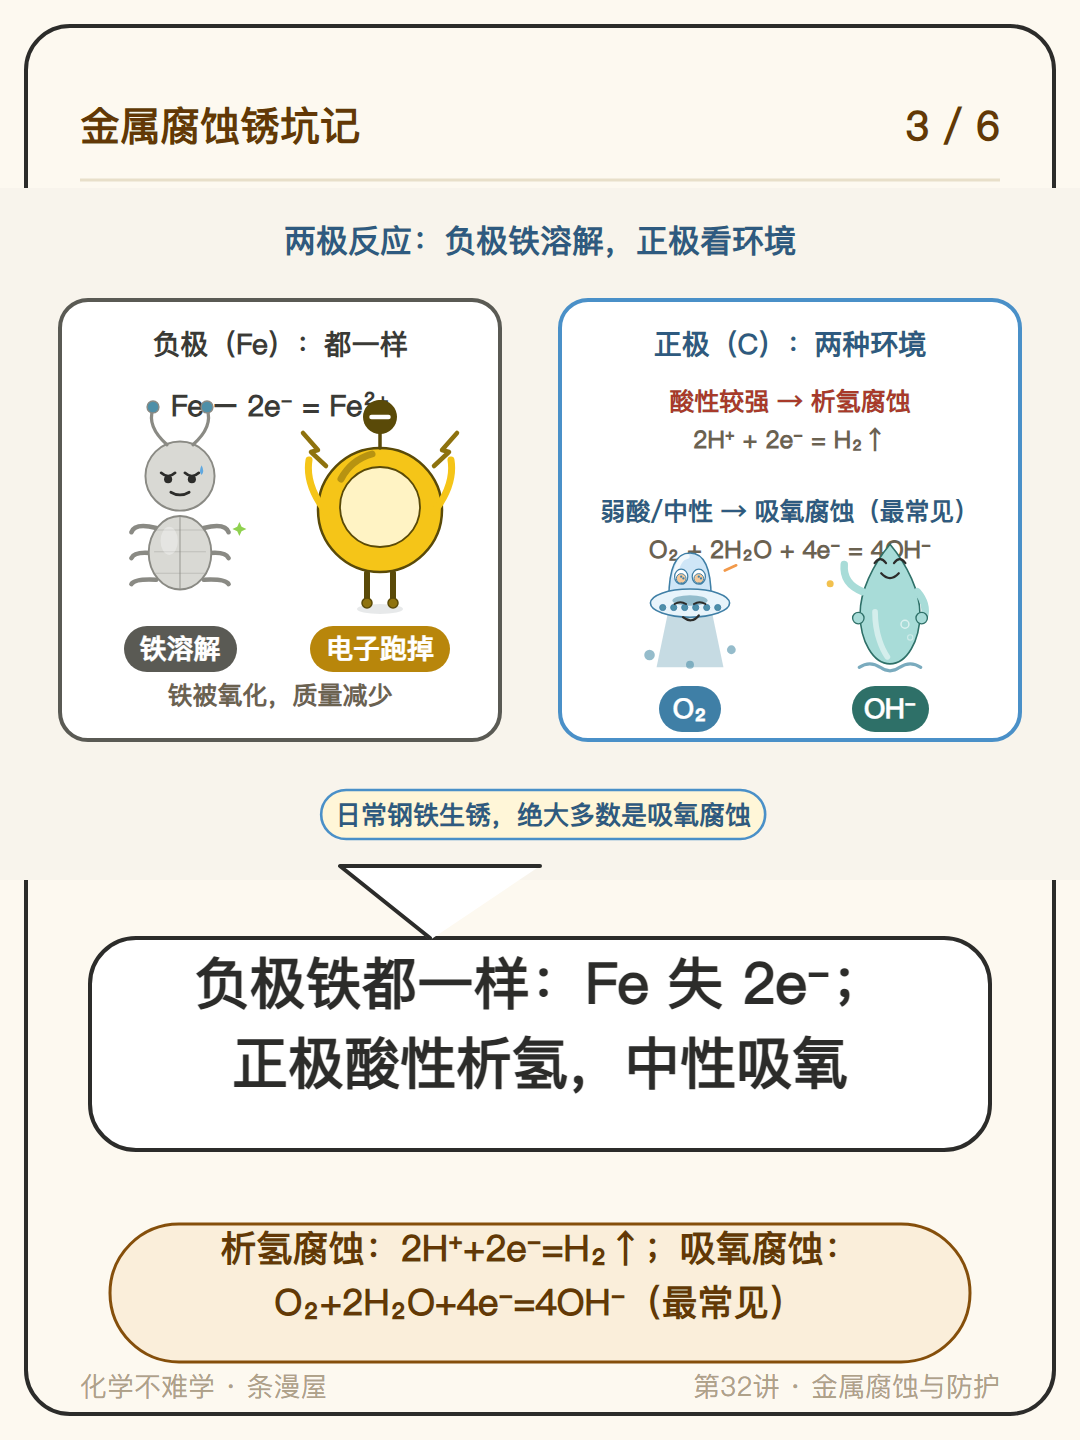 金属腐蚀锈坑记
3 / 6
两极反应：负极铁溶解，正极看环境
负极（Fe）：都一样
Fe − 2e⁻ = Fe²⁺
铁溶解
电子跑掉
铁被氧化，质量减少
正极（C）：两种环境
酸性较强 → 析氢腐蚀
2H⁺ + 2e⁻ = H₂↑
弱酸/中性 → 吸氧腐蚀（最常见）
O₂ + 2H₂O + 4e⁻ = 4OH⁻
O₂
OH⁻
日常钢铁生锈，绝大多数是吸氧腐蚀
负极铁都一样：Fe 失 2e⁻；
正极酸性析氢，中性吸氧
析氢腐蚀：2H⁺+2e⁻=H₂↑；吸氧腐蚀：
O₂+2H₂O+4e⁻=4OH⁻（最常见）
化学不难学 · 条漫屋
第32讲 · 金属腐蚀与防护